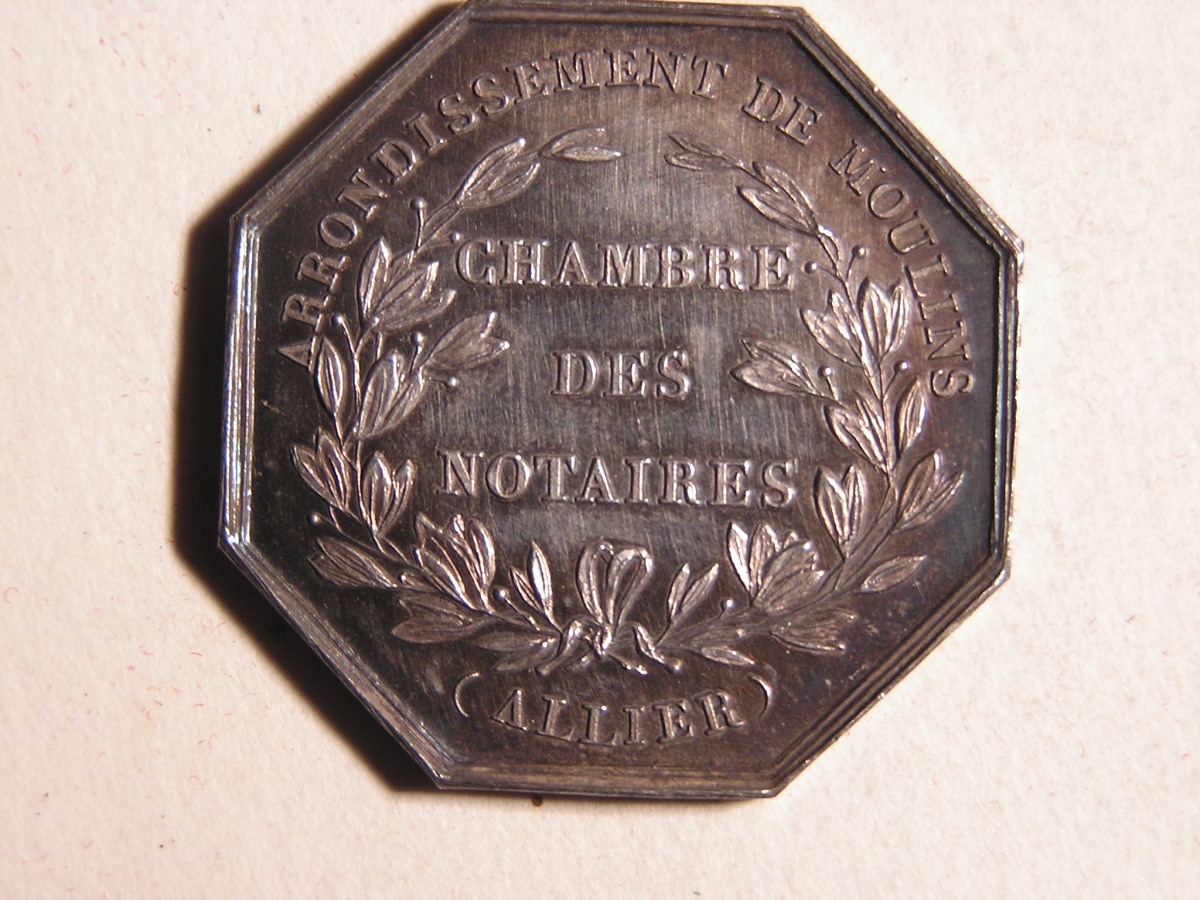 ARRONDISSEMENT DE MOULINS
CHAMBRE
DES
NOTAIRES
(ALLIER)